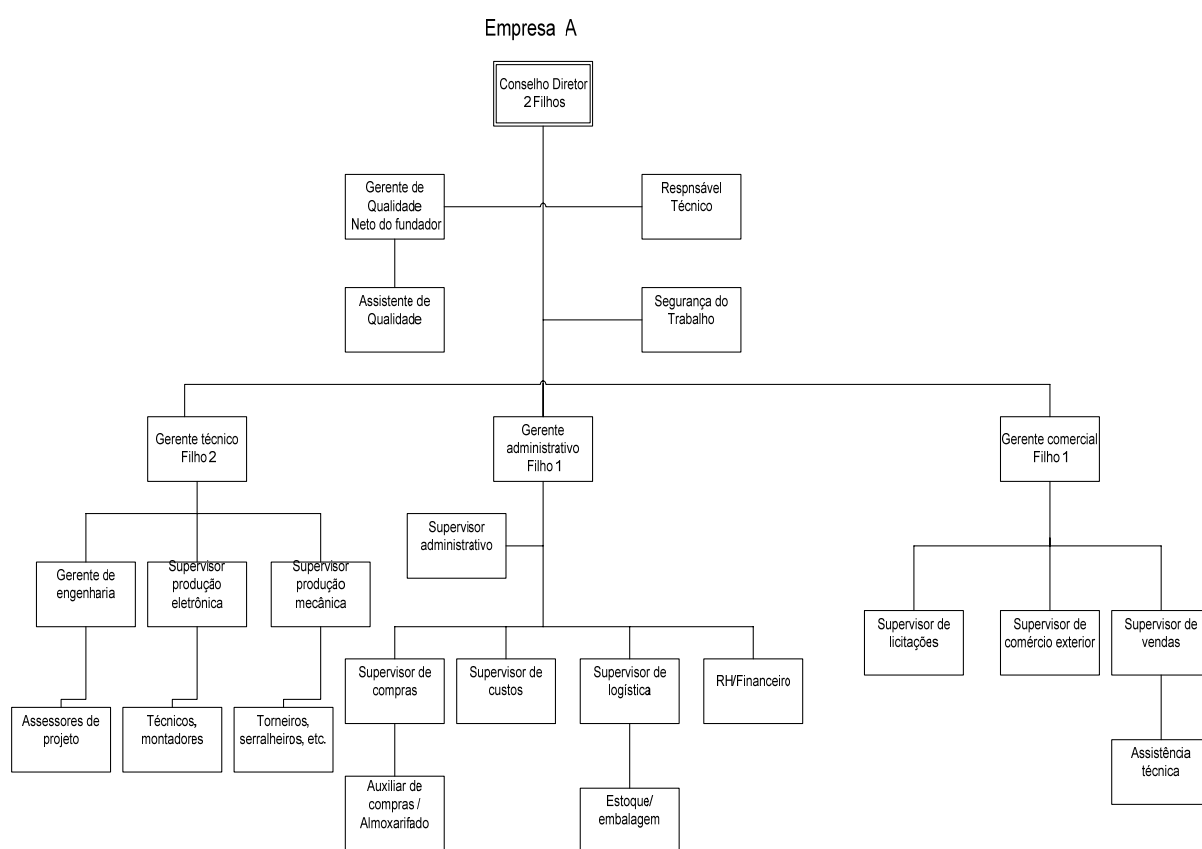 Empresa A
Conselho Diretor
2 Filhos
Gerente de
Qualidade
Neto do fundador
Respnsável
Técnico
Assistente de
Qualidade
Segurança do
Trabalho
Gerente técnico
Filho 2
Gerente
administrativo
Filho 1
Gerente comercial
Filho 1
Supervisor
administrativo
Gerente de
engenharia
Supervisor
produção
eletrônica
Supervisor
produção
mecânica
Supervisor de
licitações
Supervisor de
comércio exterior
Supervisor de
vendas
Supervisor de
compras
Supervisor de
custos
Supervisor de
logística
RH/Financeiro
Assessores de
projeto
Técnicos,
montadores
Torneiros,
serralheiros, etc.
Assistência
técnica
Auxiliar de
compras /
Almoxarifado
Estoque/
embalagem